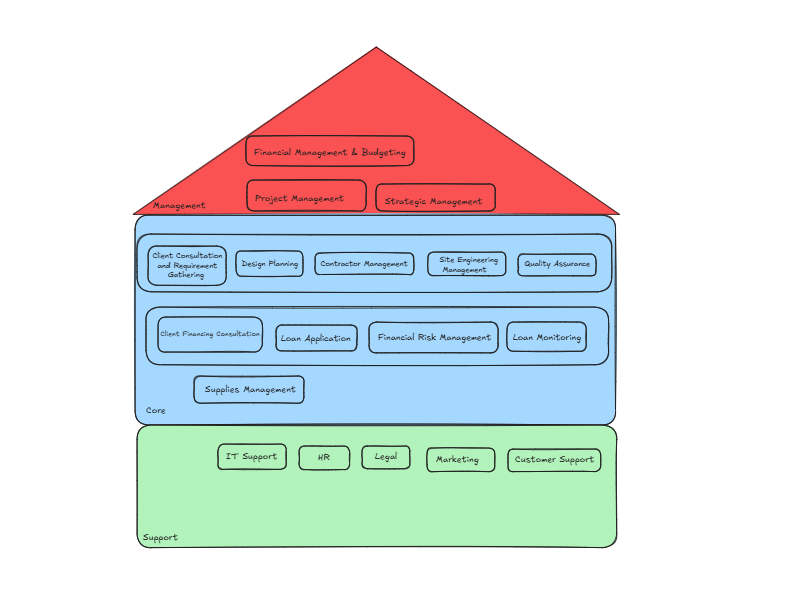 Financial Management & Budgeting
Project Management
Strategic Management
Management
Client Consultation
and Requirement
Gathering
Design Planning
Contractor Management
Site Engineering
Management
Quality Assurance
Client Financing Consultation
Loan Application
Financial Risk Management
Loan Monitoring
Supplies Management
Core
IT Support
HR
Legal
Marketing
Customer Support
Support